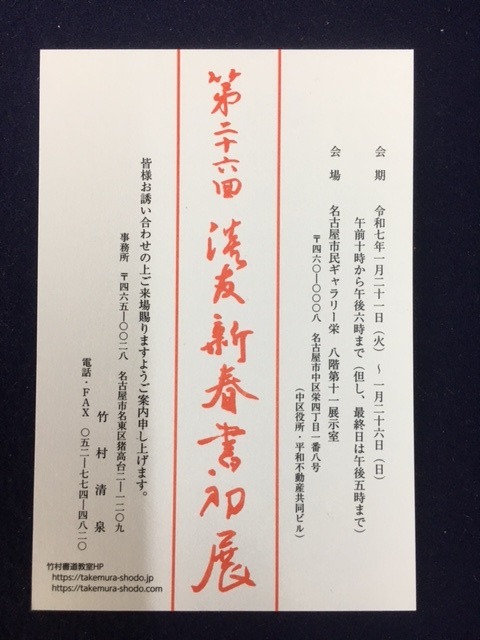 会期　令和七年一月二十一日（火）～一月二十六日（日）
午前十時から午後六時まで（但し、最終日は午後五時まで）
会場　名古屋市民ギャラリー栄　八階第十一展示室
〒四六〇―〇〇〇八　名古屋市中区栄四丁目一番八号
（中区役所・平和不動産共同ビル）
第二十六回　淡友新春書初展
皆様お誘い合わせの上ご来場賜りますようご案内申し上げます。
事務所　〒四六五―〇〇二八　名古屋市名東区猪高台二―一二〇九
竹村清泉
電話・FAX　〇五二―七七四―四八二〇
竹村書道教室HP
https://takemura-shodo.jp
https://takemura-shodo.com